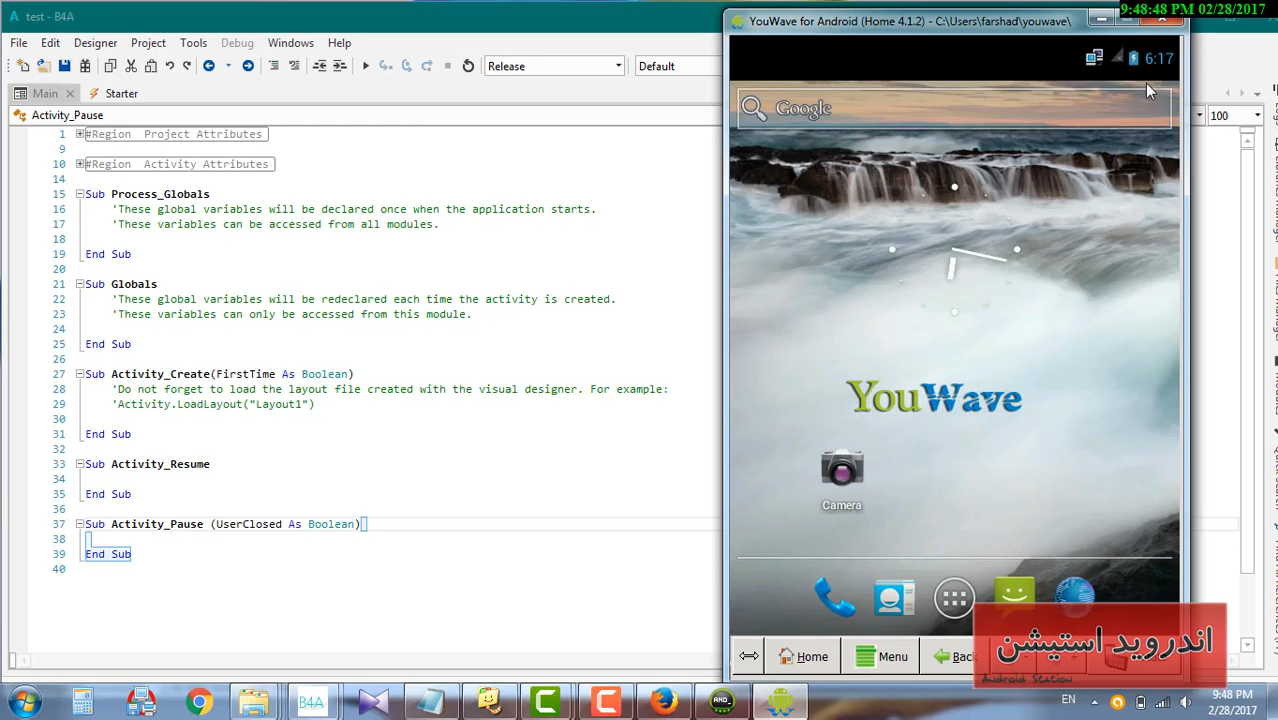 9:48:48 PM 02/28/2017
test - B4A
YouWave for Android (Home 4.1.2) - C:\Users\farshad\youwave\
File Edit Designer Project Tools Debug Windows Help
Release
Default
Main
Starter
Activity_Pause
100
1 #Region Project Attributes
9
10 #Region Activity Attributes
14
15 Sub Process_Globals
16 'These global variables will be declared once when the application starts.
17 'These variables can be accessed from all modules.
18
19 End Sub
20
21 Sub Globals
22 'These global variables will be redeclared each time the activity is created.
23 'These variables can only be accessed from this module.
24
25 End Sub
26
27 Sub Activity_Create(FirstTime As Boolean)
28 'Do not forget to load the layout file created with the visual designer. For example:
29 'Activity.LoadLayout("Layout1")
30
31 End Sub
32
33 Sub Activity_Resume
34
35 End Sub
36
37 Sub Activity_Pause (UserClosed As Boolean)
38
39 End Sub
40
6:17
Google
YouWave
Camera
Home
Menu
Back
اندروید استیشن
Android Station
B4A
AND_
EN
9:48 PM
2/28/2017